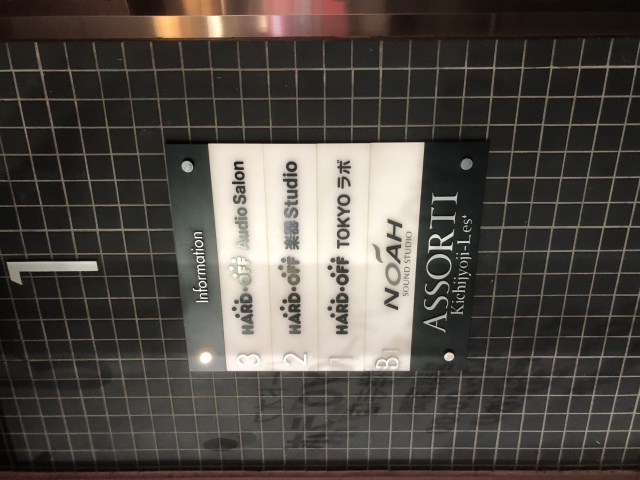 1
Information
3 HARD・OFF Audio Salon
2 HARD・OFF 楽器Studio
1 HARD・OFF TOKYOラボ
B1 NOAH
SOUND STUDIO
ASSORTI
Kichijyoji-Les'